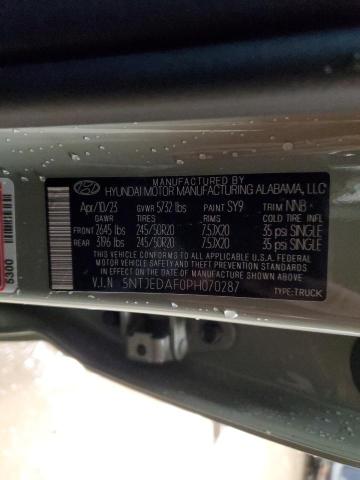 MANUFACTURED BY
HYUNDAI MOTOR MANUFACTURING ALABAMA, LLC
Apr/10/23 GVWR 5732 lbs PAINT SY9 TRIM NNB
GAWR TIRES RIMS COLD TIRE INFL
FRONT 2645 lbs 245/50R20 7.5JX20 35 psi SINGLE
REAR 3196 lbs 245/50R20 7.5JX20 35 psi SINGLE
THIS VEHICLE CONFORMS TO ALL APPLICABLE U.S.A FEDERAL
MOTOR VEHICLE SAFETY AND THEFT PREVENTION STANDARDS
IN EFFECT ON THE DATE OF MANUFACTURE SHOWN ABOVE.
V.I.N 5NTJEDAF0PH070287 TYPE:TRUCK